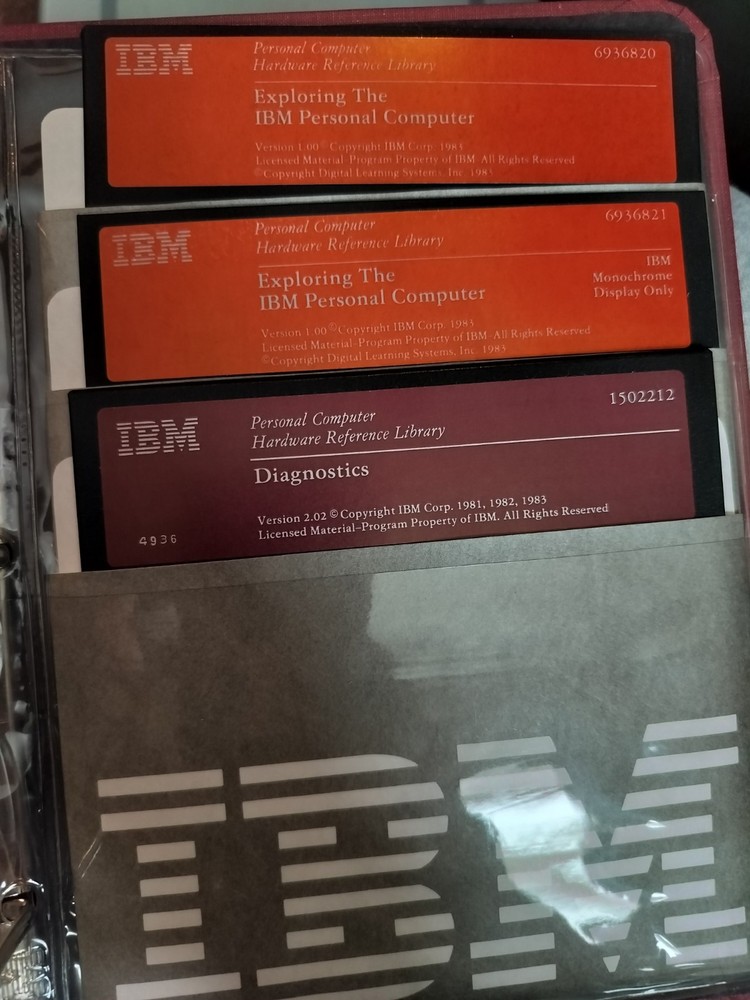 IBM
Personal Computer
Hardware Reference Library
6936820
Exploring The
IBM Personal Computer
Version 1.00 © Copyright IBM Corp. 1983
Licensed Material-Program Property of IBM. All Rights Reserved
©Copyright Digital Learning Systems, Inc. 1983
IBM
Personal Computer
Hardware Reference Library
6936821
Exploring The
IBM Personal Computer
IBM
Monochrome
Display Only
Version 1.00 ©Copyright IBM Corp. 1983
Licensed Material-Program Property of IBM. All Rights Reserved
©Copyright Digital Learning Systems, Inc. 1983
IBM
Personal Computer
Hardware Reference Library
1502212
Diagnostics
Version 2.02 ©Copyright IBM Corp. 1981, 1982, 1983
Licensed Material-Program Property of IBM. All Rights Reserved
4936
IBM